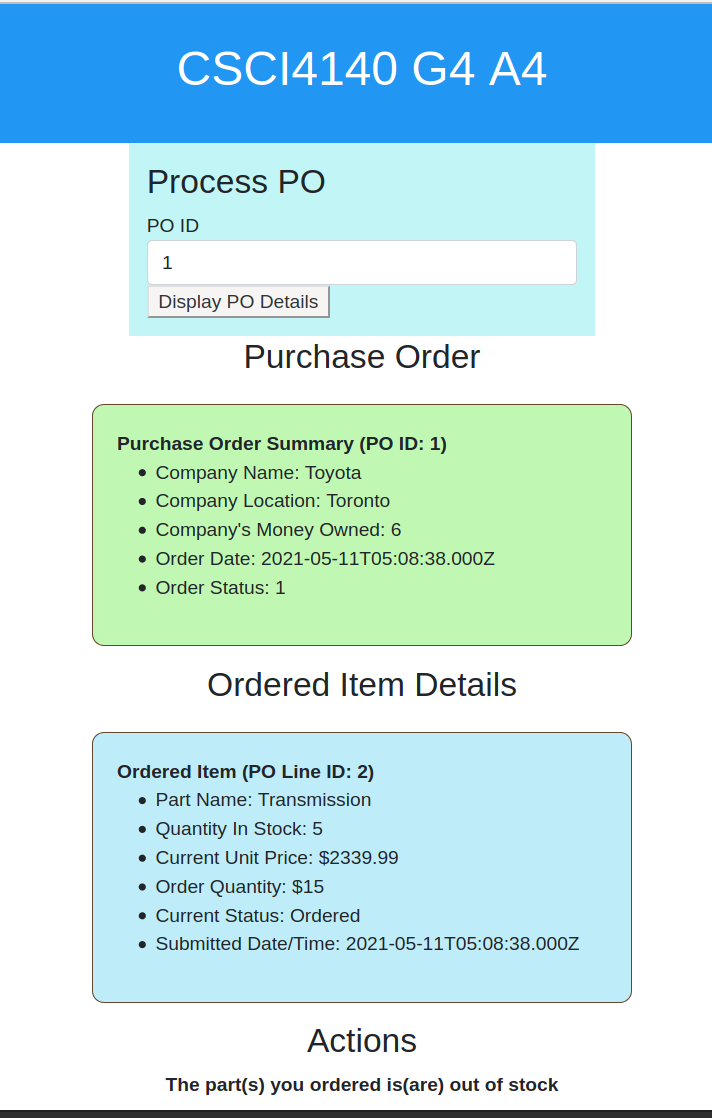 CSCI4140 G4 A4
Process PO
PO ID
1
Display PO Details
Purchase Order
Purchase Order Summary (PO ID: 1)
Company Name: Toyota
Company Location: Toronto
Company's Money Owned: 6
Order Date: 2021-05-11T05:08:38.000Z
Order Status: 1
Ordered Item Details
Ordered Item (PO Line ID: 2)
Part Name: Transmission
Quantity In Stock: 5
Current Unit Price: $2339.99
Order Quantity: $15
Current Status: Ordered
Submitted Date/Time: 2021-05-11T05:08:38.000Z
Actions
The part(s) you ordered is(are) out of stock